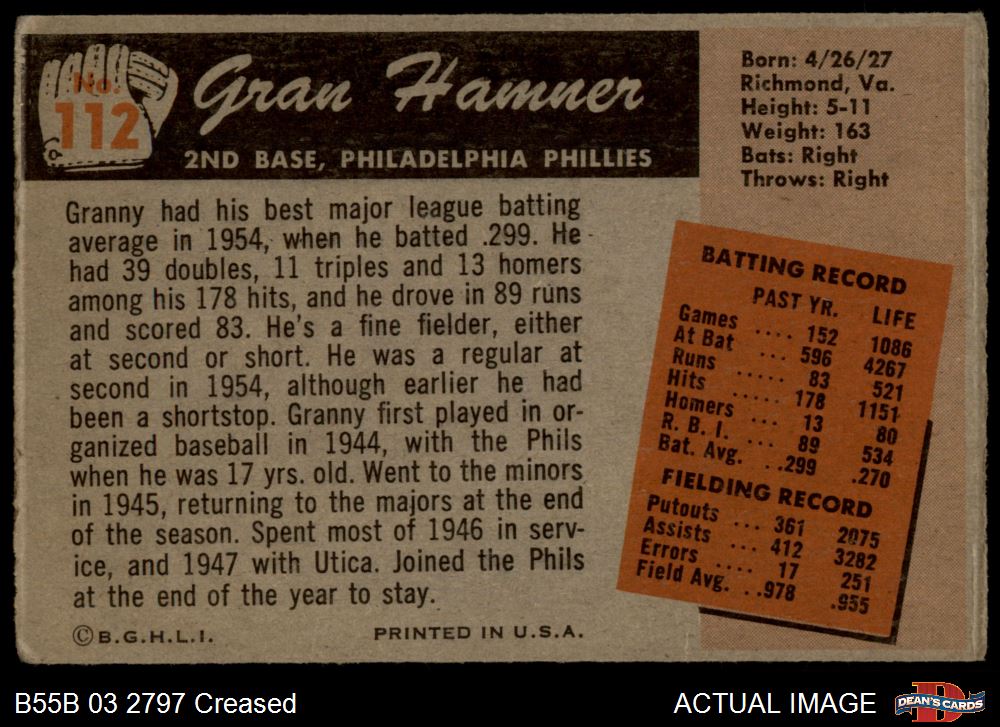 No.
112
Gran Hamner
2ND BASE, PHILADELPHIA PHILLIES
Born: 4/26/27
Richmond, Va.
Height: 5-11
Weight: 163
Bats: Right
Throws: Right
Granny had his best major league batting
average in 1954, when he batted .299. He
had 39 doubles, 11 triples and 13 homers
among his 178 hits, and he drove in 89 runs
and scored 83. He's a fine fielder, either
at second or short. He was a regular at
second in 1954, although earlier he had
been a shortstop. Granny first played in or-
ganized baseball in 1944, with the Phils
when he was 17 yrs. old. Went to the minors
in 1945, returning to the majors at the end
of the season. Spent most of 1946 in serv-
ice, and 1947 with Utica. Joined the Phils
at the end of the year to stay.
BATTING RECORD
PAST YR. LIFE
Games .... 152 1086
At Bat ... 596 4267
Runs ..... 83 521
Hits ..... 178 1151
Homers ... 13 80
R. B. I. ... 89 534
Bat. Avg. ..299 .270
FIELDING RECORD
Putouts ... 361 2075
Assists ... 412 3282
Errors .... 17 251
Field Avg. ..978 .955
©B.G.H.L.I.
PRINTED IN U.S.A.
B55B 03 2797 Creased
ACTUAL IMAGE
D
DEAN'S CARDS